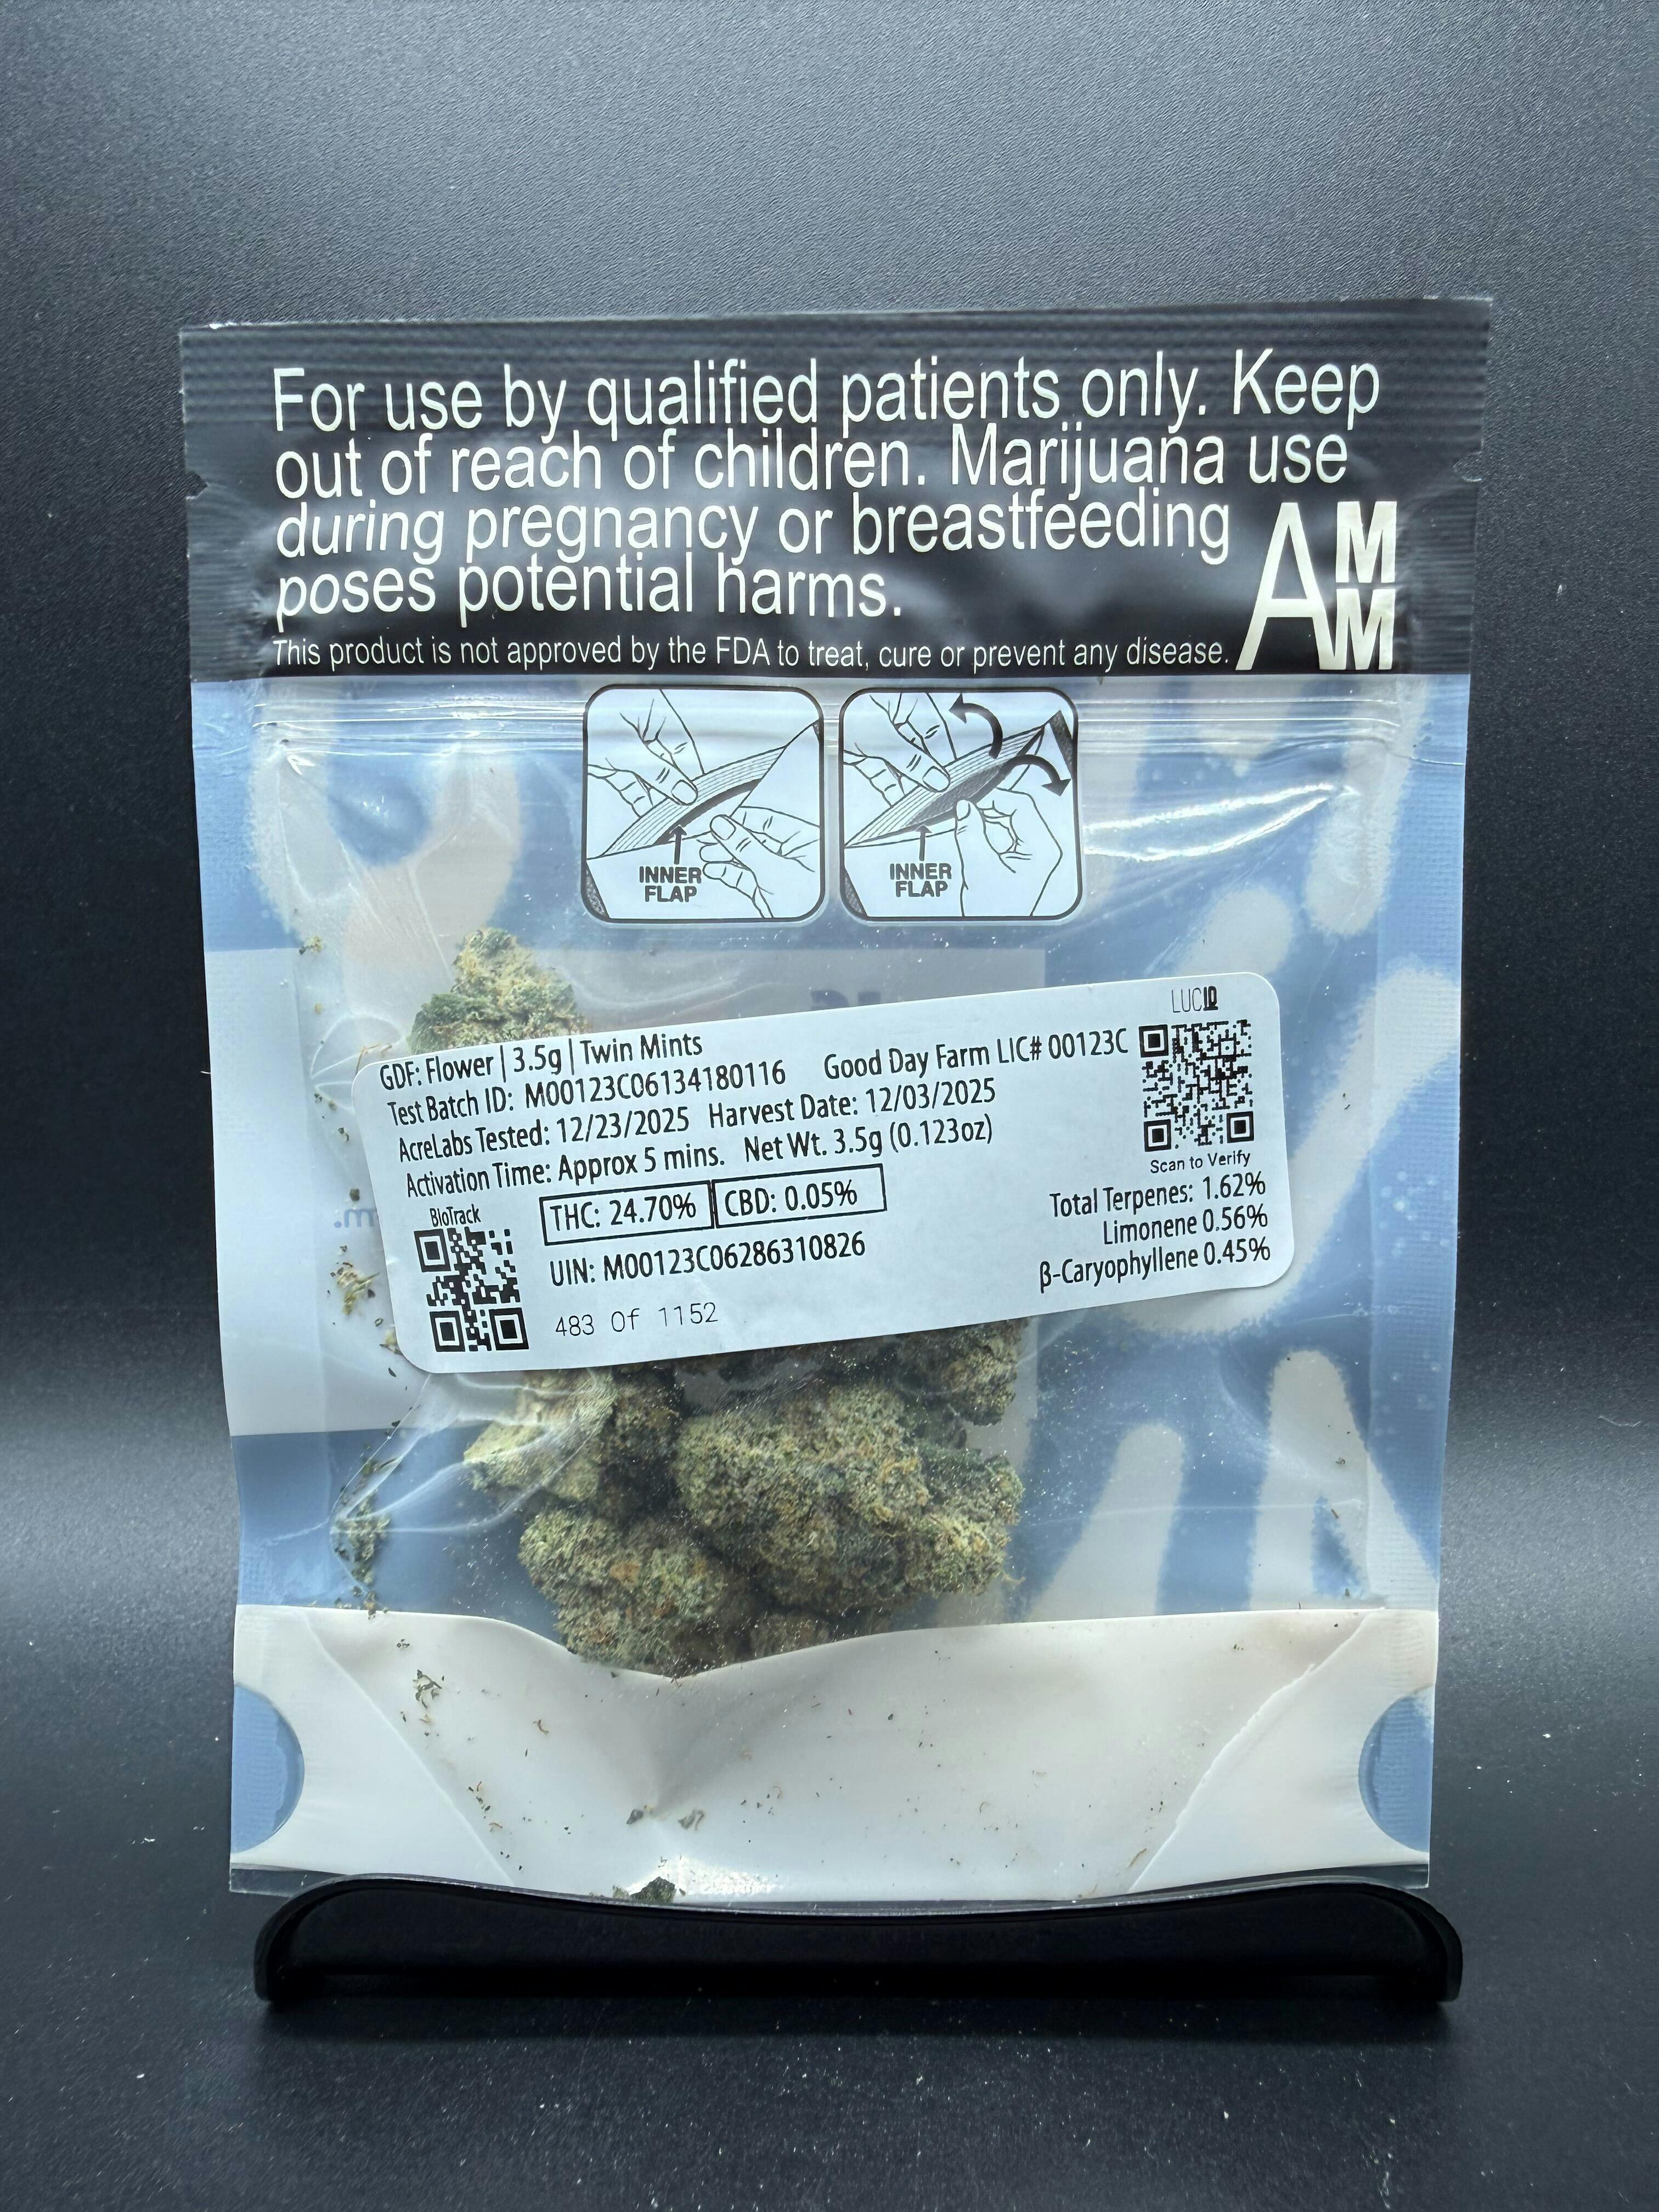 For use by qualified patients only. Keep
out of reach of children. Marijuana use
during pregnancy or breastfeeding
poses potential harms.
This product is not approved by the FDA to treat, cure or prevent any disease.
AMM
INNER
FLAP
INNER
FLAP
LUCIQ
GDF: Flower | 3.5g | Twin Mints
Test Batch ID: M00123C06134180116 Good Day Farm LIC# 00123C
AcreLabs Tested: 12/23/2025 Harvest Date: 12/03/2025
Activation Time: Approx 5 mins. Net Wt. 3.5g (0.123oz)
Scan to Verify
BioTrack
THC: 24.70% CBD: 0.05%
UIN: M00123C06286310826
483 Of 1152
Total Terpenes: 1.62%
Limonene 0.56%
β-Caryophyllene 0.45%